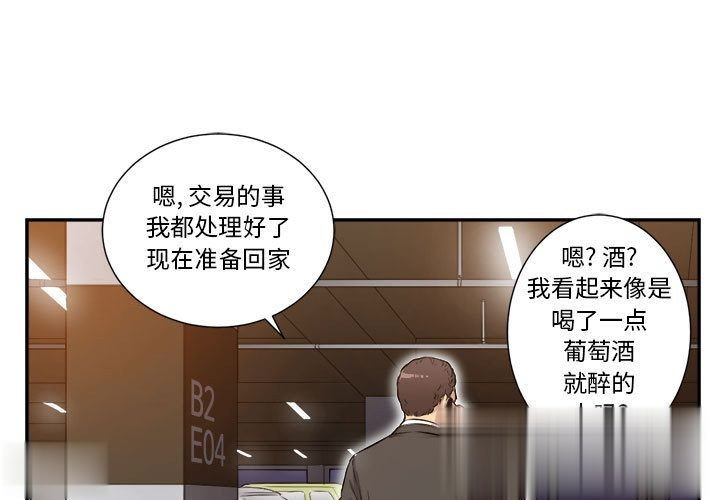 嗯,交易的事
我都处理好了
现在准备回家
嗯?酒?
我看起来像是
喝了一点
葡萄酒
就醉的
B2
E04